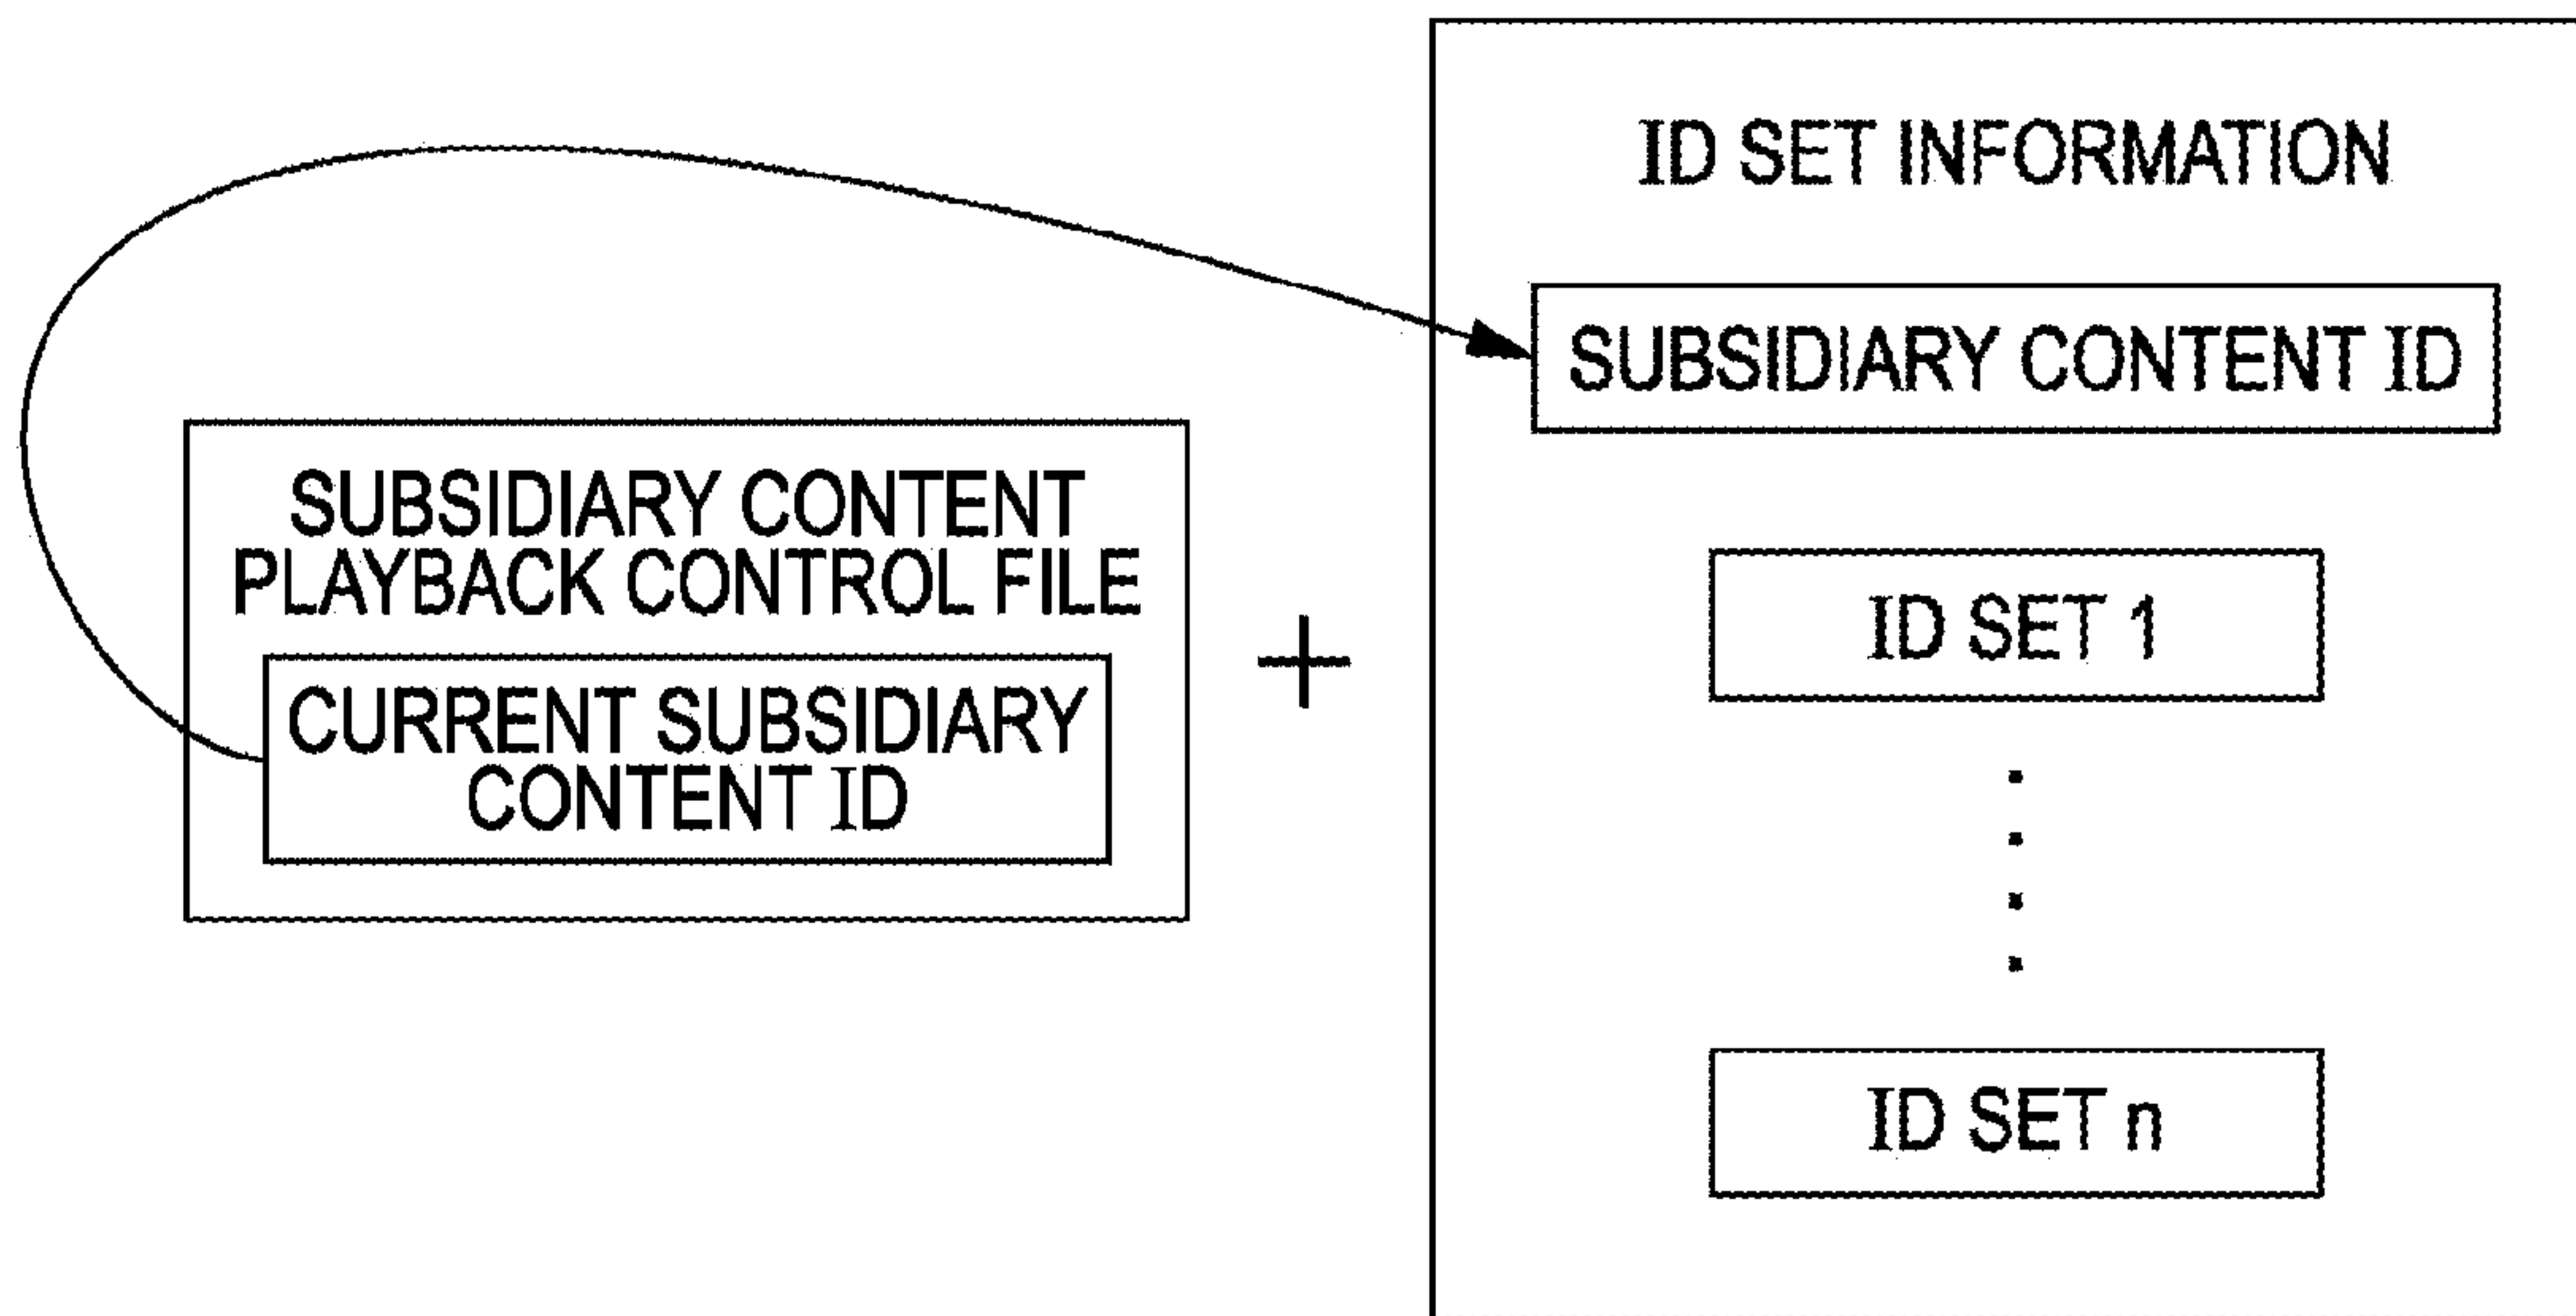 ID SET INFORMATION
SUBSIDIARY CONTENT ID
SUBSIDIARY CONTENT
PLAYBACK CONTROL FILE
CURRENT SUBSIDIARY
CONTENT ID
+
ID SET 1
ID SET n